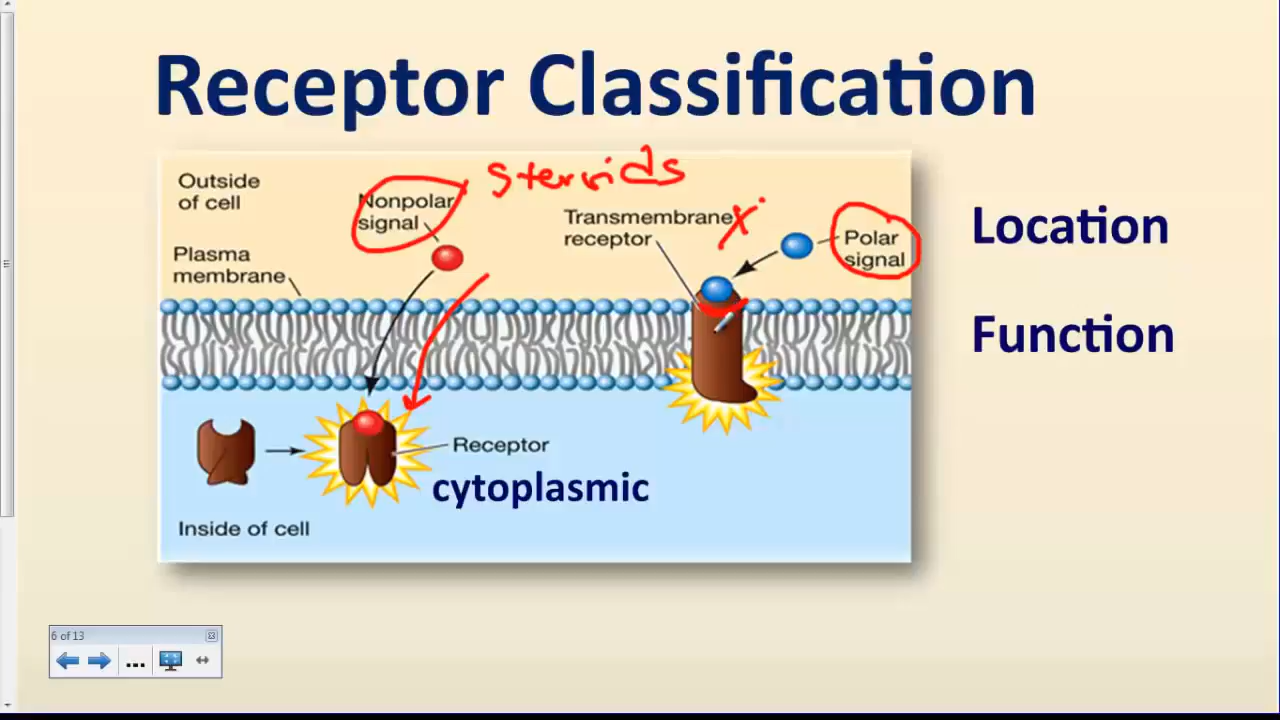 Receptor Classification
steroids
Outside
of cell
Nonpolar
signal
Transmembrane
receptor
X
Polar
signal
Plasma
membrane
Location
Function
Receptor
cytoplasmic
Inside of cell
6 of 13
...